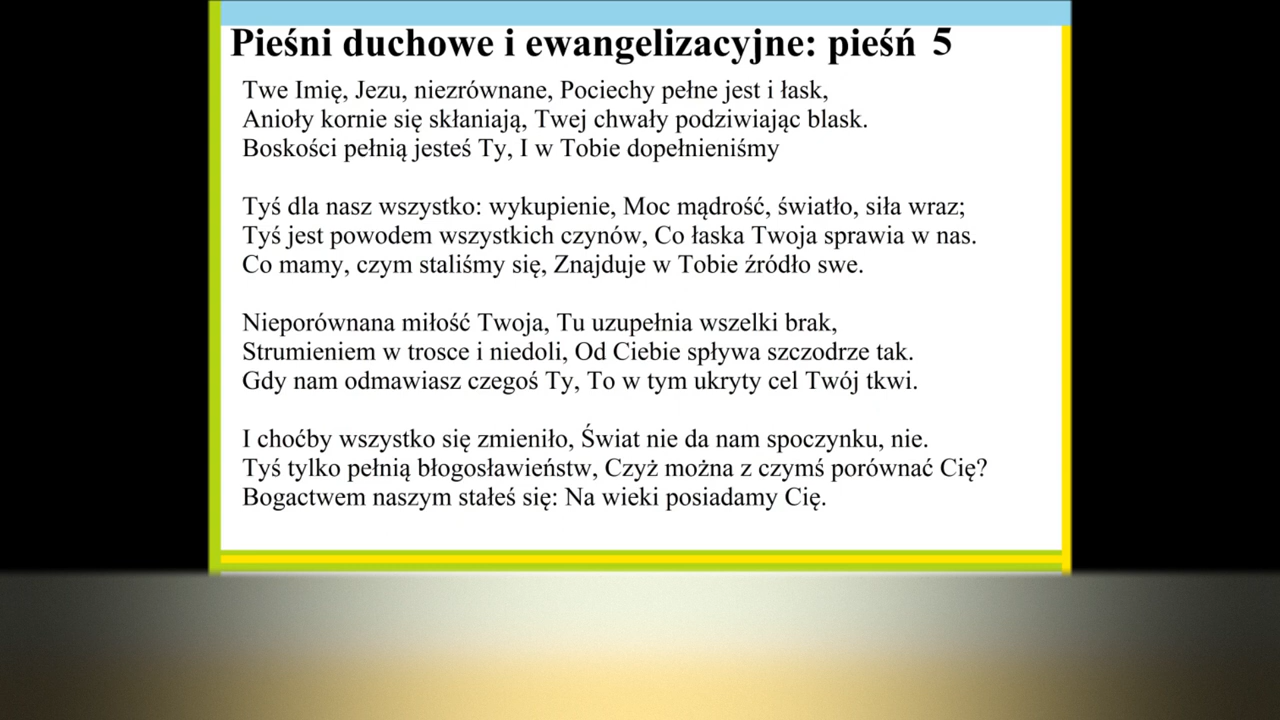 Pieśni duchowe i ewangelizacyjne: pieśń 5
Twe Imię, Jezu, niezrównane, Pociechy pełne jest i łask,
Anioły kornie się skłaniają, Twej chwały podziwiając blask.
Boskości pełnią jesteś Ty, I w Tobie dopełnieniśmy
Tyś dla nasz wszystko: wykupienie, Moc mądrość, światło, siła wraz;
Tyś jest powodem wszystkich czynów, Co łaska Twoja sprawia w nas.
Co mamy, czym staliśmy się, Znajduje w Tobie źródło swe.
Nieporównana miłość Twoja, Tu uzupełnia wszelki brak,
Strumieniem w trosce i niedoli, Od Ciebie spływa szczodrze tak.
Gdy nam odmawiasz czegoś Ty, To w tym ukryty cel Twój tkwi.
I choćby wszystko się zmieniło, Świat nie da nam spoczynku, nie.
Tyś tylko pełnią błogosławieństw, Czyż można z czymś porównać Cię?
Bogactwem naszym stałeś się: Na wieki posiadamy Cię.